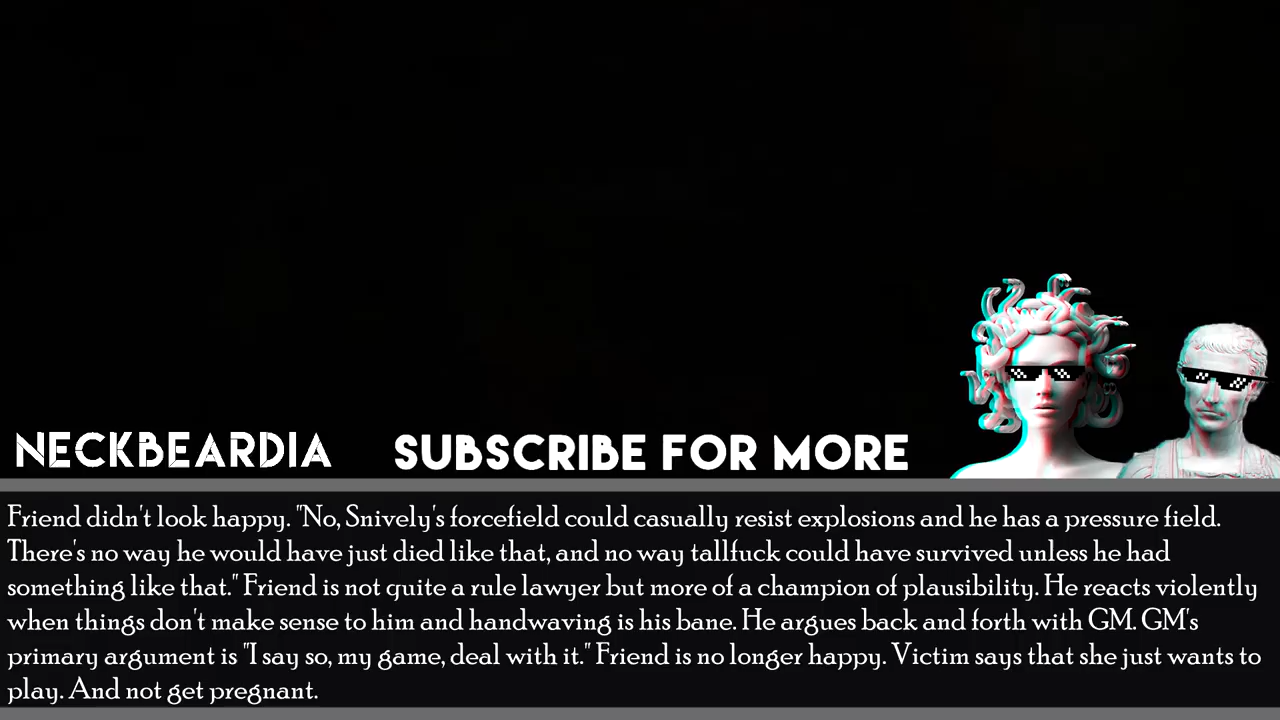 NECKBEARDIA
SUBSCRIBE FOR MORE
Friend didn't look happy. "No, Snively's forcefield could casually resist explosions and he has a pressure field.
There's no way he would have just died like that, and no way tallfuck could have survived unless he had
something like that." Friend is not quite a rule lawyer but more of a champion of plausibility. He reacts violently
when things don't make sense to him and handwaving is his bane. He argues back and forth with GM. GM's
primary argument is "I say so, my game, deal with it." Friend is no longer happy. Victim says that she just wants to
play. And not get pregnant.